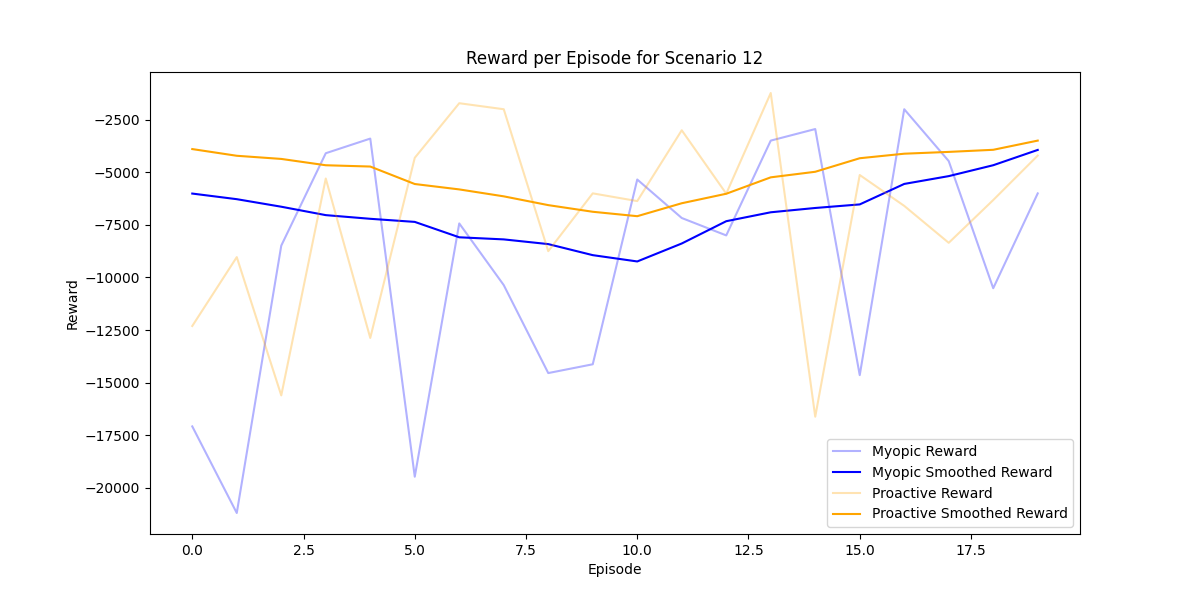 Reward per Episode for Scenario 12
Reward
−2500
−5000
−7500
−10000
−12500
−15000
−17500
−20000
0.0 2.5 5.0 7.5 10.0 12.5 15.0 17.5
Episode
Myopic Reward
Myopic Smoothed Reward
Proactive Reward
Proactive Smoothed Reward